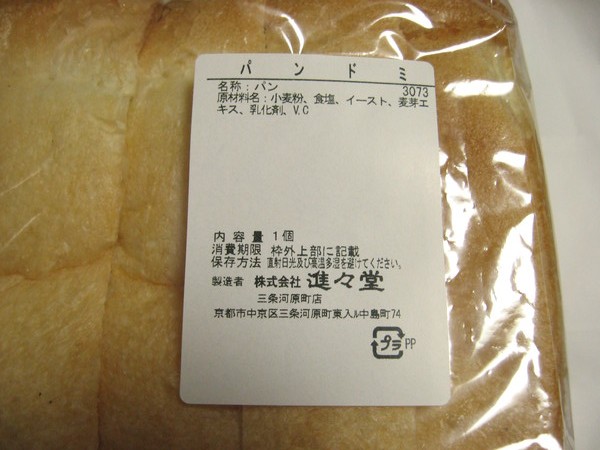 パンドミ
3073
名称:パン
原材料名:小麦粉、食塩、イースト、麦芽エ
キス、乳化剤、V.C
内容量 1個
消費期限 枠外上部に記載
保存方法 直射日光及び高温多湿を避けてください。
製造者 株式会社 進々堂
三条河原町店
京都市中京区三条河原町東入ル中島町74
プラ PP